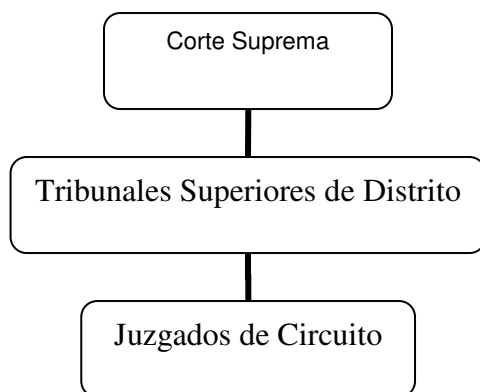 Corte Suprema
Tribunales Superiores de Distrito
Juzgados de Circuito